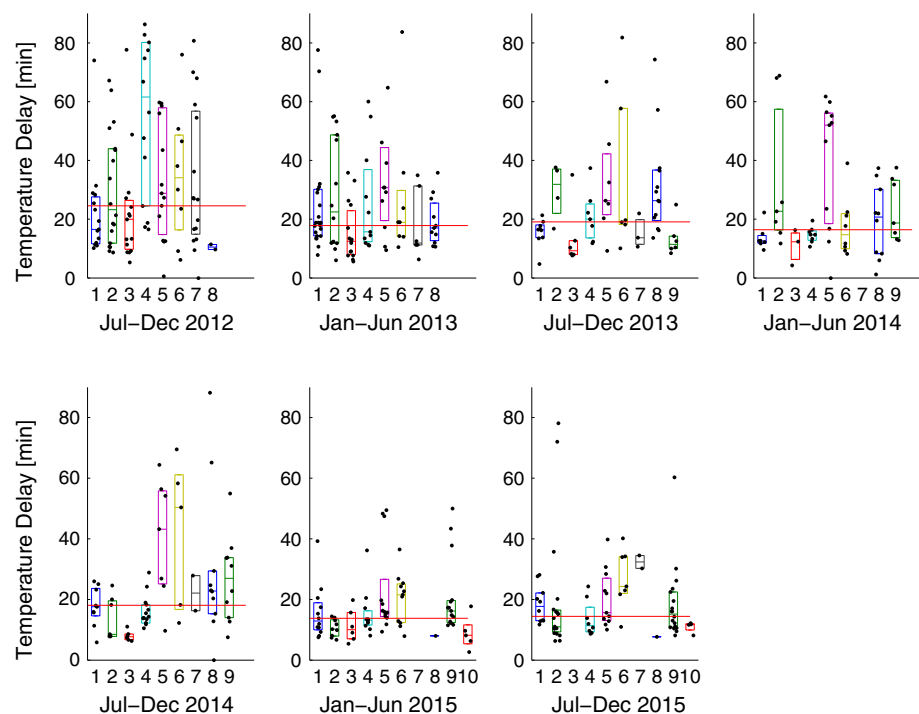 Temperature Delay [min]
80
60
40
20
0
1 2 3 4 5 6 7 8
Jul–Dec 2012
80
60
40
20
0
1 2 3 4 5 6 7 8
Jan–Jun 2013
80
60
40
20
0
1 2 3 4 5 6 7 8 9
Jul–Dec 2013
80
60
40
20
0
1 2 3 4 5 6 7 8 9
Jan–Jun 2014
Temperature Delay [min]
80
60
40
20
0
1 2 3 4 5 6 7 8 9
Jul–Dec 2014
80
60
40
20
0
1 2 3 4 5 6 7 8 9 10
Jan–Jun 2015
80
60
40
20
0
1 2 3 4 5 6 7 8 9 10
Jul–Dec 2015